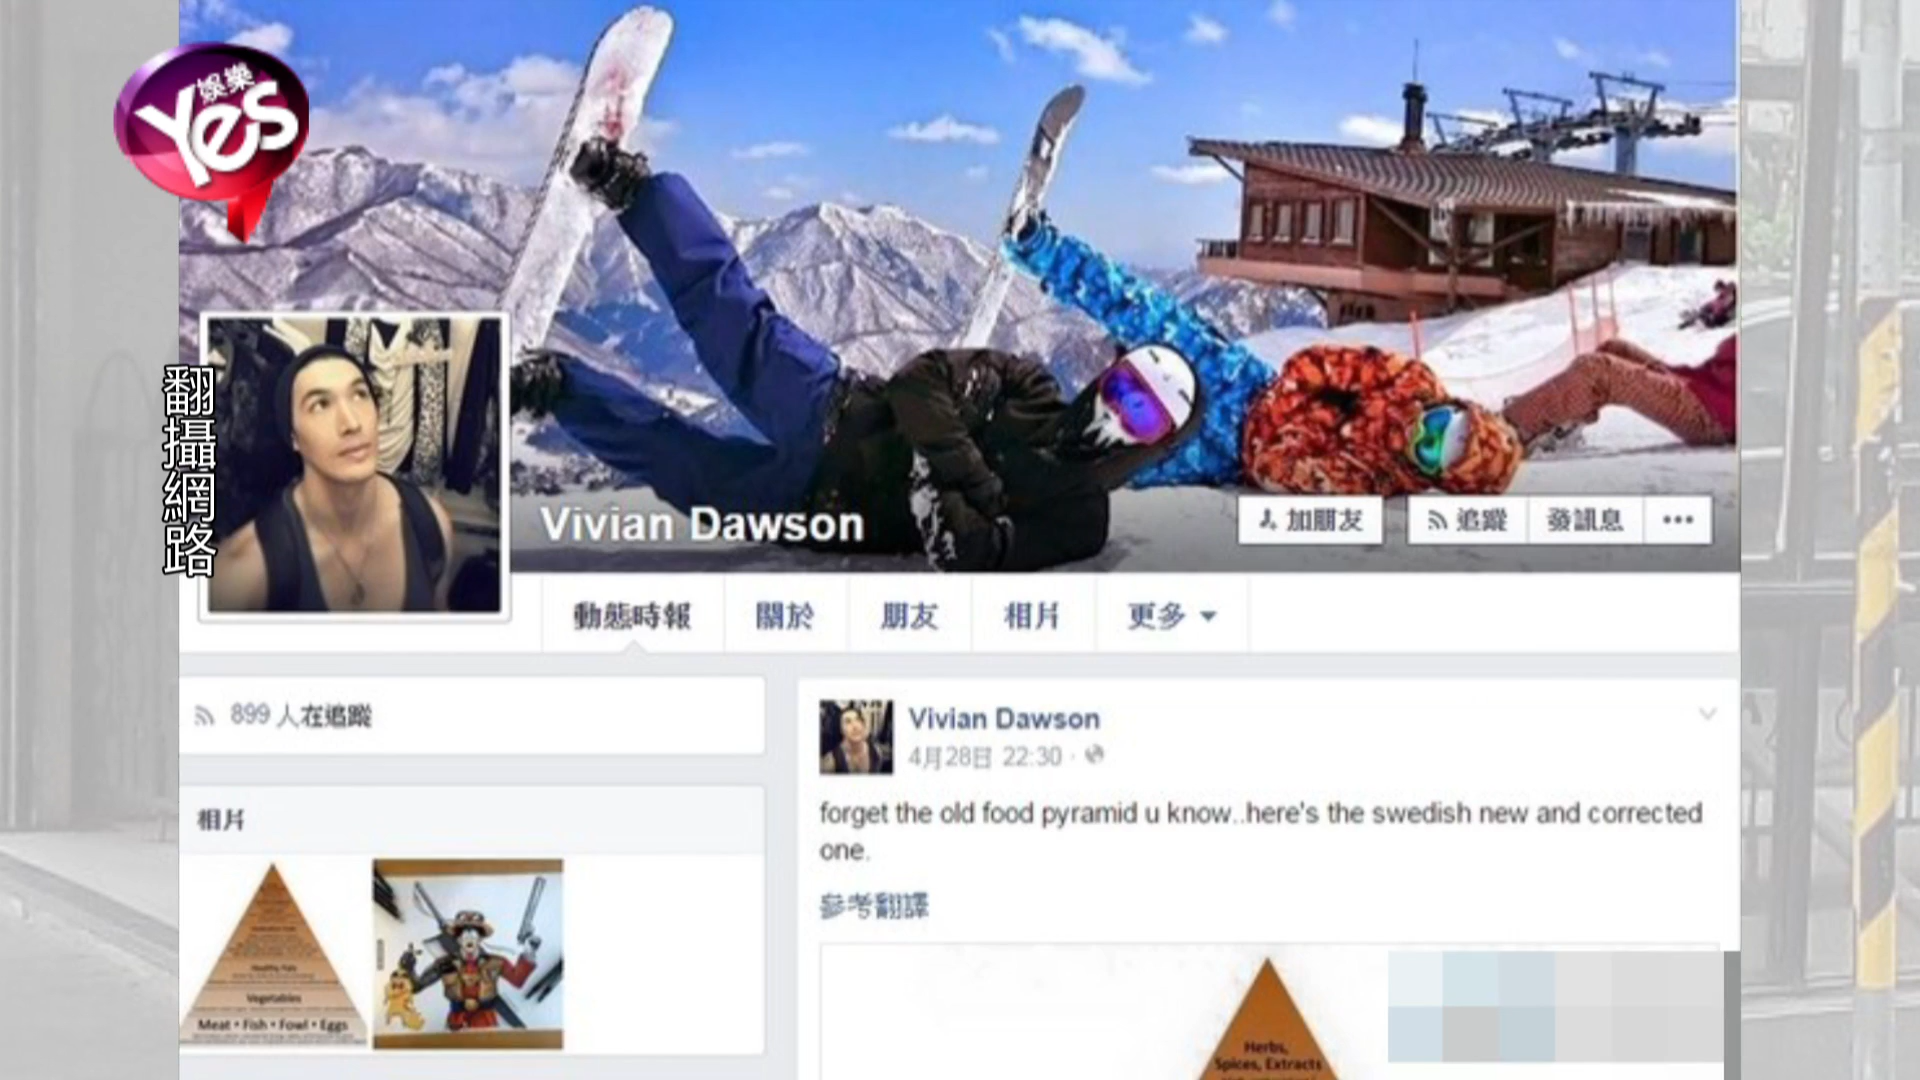 Yes娛樂
翻攝網路
Vivian Dawson
加朋友
追蹤
發訊息
動態時報
關於
朋友
相片
更多
899 人在追蹤
相片
Vegetables
Meat • Fish • Fowl • Eggs
Vivian Dawson
4月28日 22:30
forget the old food pyramid u know..here's the swedish new and corrected
one.
參考翻譯
Herbs,
Spices, Extracts